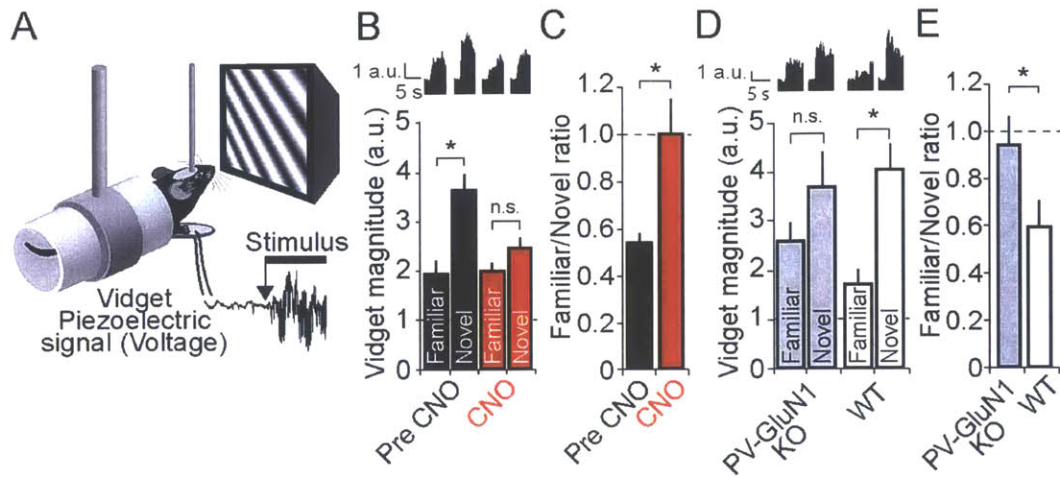 A
Stimulus
Vidget
Piezoelectric
signal (Voltage)
B
1 a.u.
5 s
Vidget magnitude (a.u.)
5
4
3
2
1
0
*
n.s.
Familiar
Novel
Familiar
Novel
Pre CNO
CNO
C
Familiar/Novel ratio
1.2
1.0
0.8
0.6
0.4
0.2
0
*
Pre CNO
CNO
D
1 a.u.
5 s
Vidget magnitude (a.u.)
5
4
3
2
1
0
n.s.
*
Familiar
Novel
Familiar
Novel
PV-GluN1
KO
WT
E
Familiar/Novel ratio
1.2
1.0
0.8
0.6
0.4
0.2
0
*
PV-GluN1
KO
WT